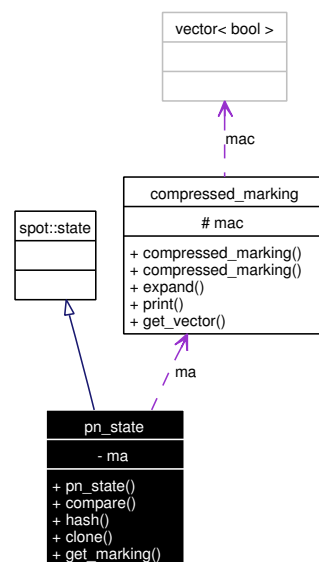 vector< bool >
mac
compressed_marking
# mac
+ compressed_marking()
+ compressed_marking()
+ expand()
+ print()
+ get_vector()
spot::state
ma
pn_state
- ma
+ pn_state()
+ compare()
+ hash()
+ clone()
+ get_marking()